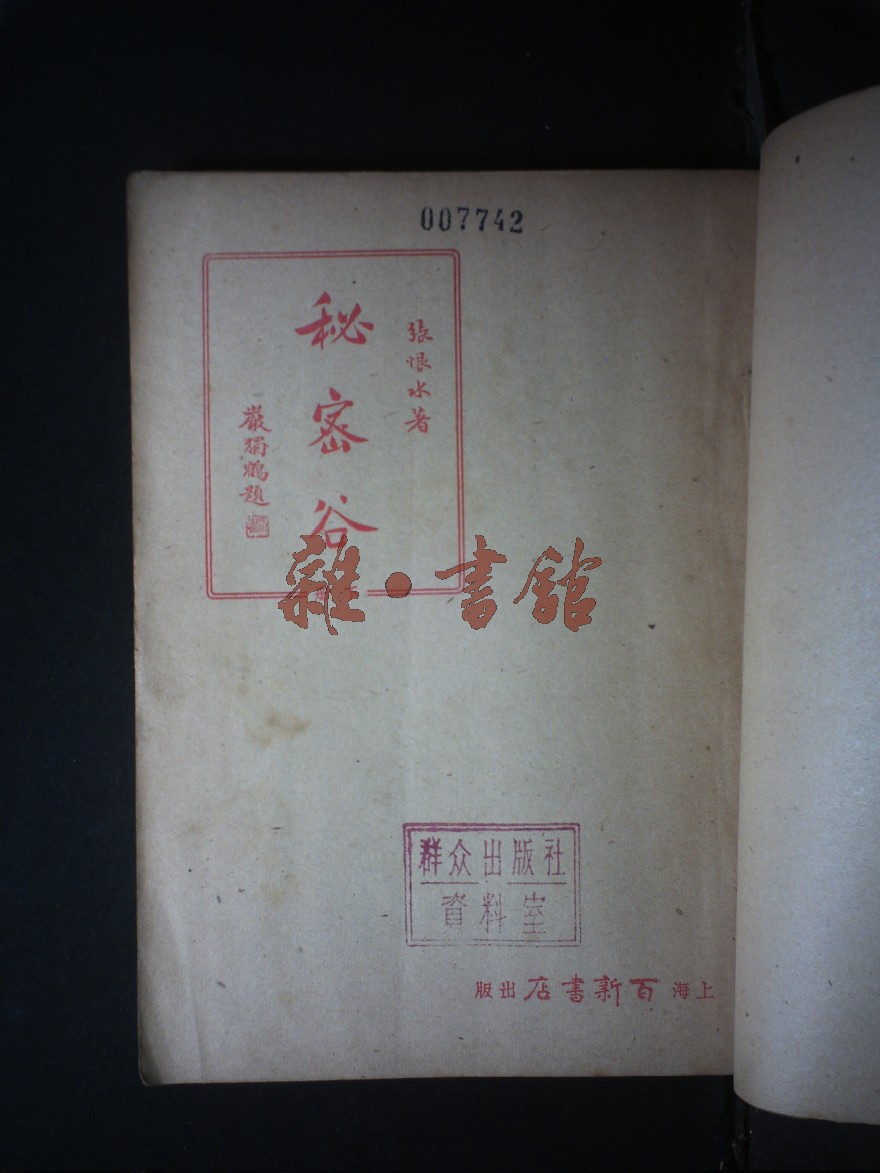 007742
張恨水著
秘密谷
嚴獨鶴題
雜·書館
群众出版社
資料室
上海百新書店出版